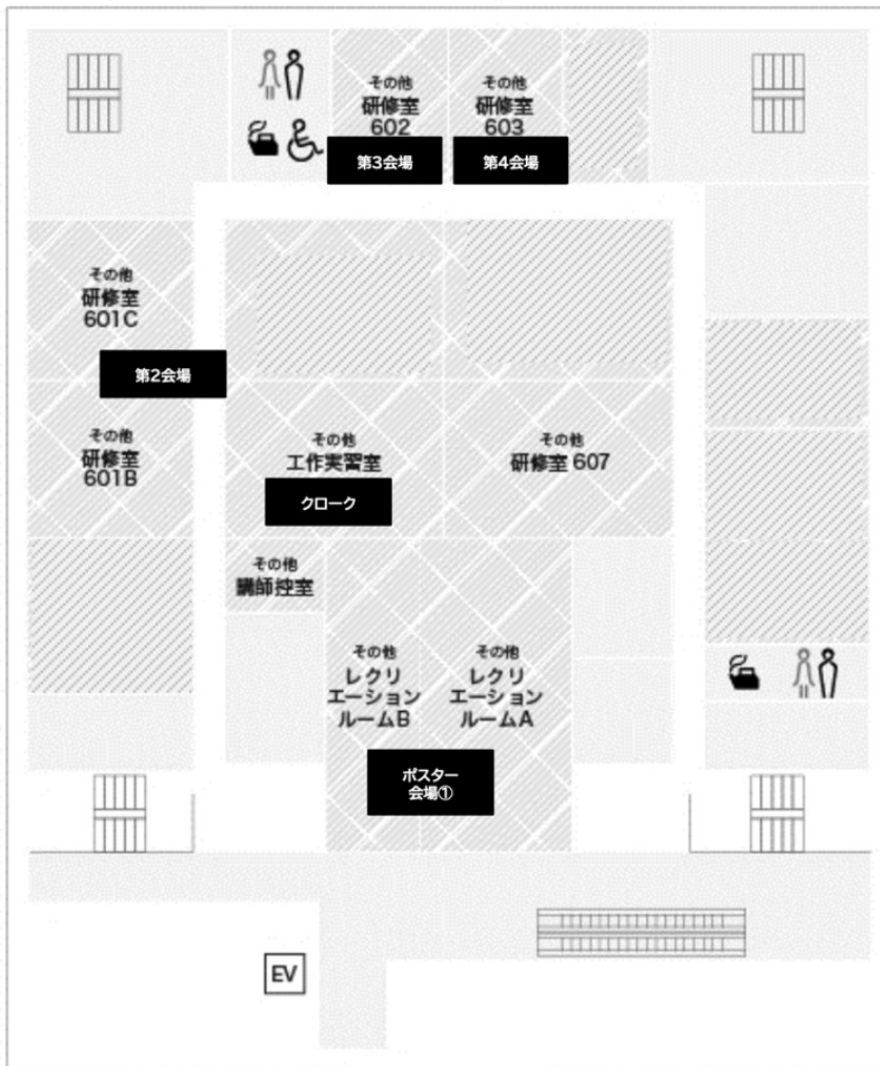 その他
研修室
602
第3会場
その他
研修室
603
第4会場
その他
研修室
601C
第2会場
その他
研修室
601B
その他
工作実習室
クローク
その他
研修室 607
その他
講師控室
その他
レクリ
エーション
ルームB
その他
レクリ
エーション
ルームA
ポスター
会場①
EV